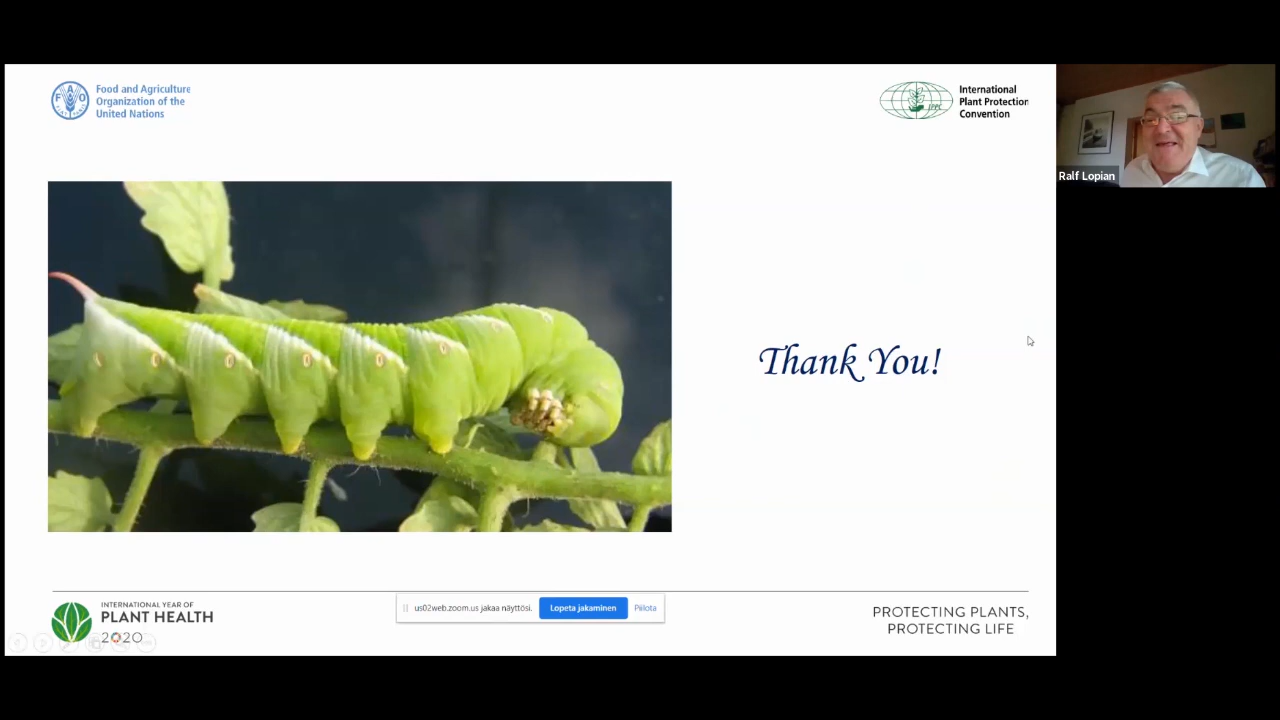 Food and Agriculture
Organization of the
United Nations
International
Plant Protection
Convention
Ralf Lopian
Thank You!
INTERNATIONAL YEAR OF
PLANT HEALTH
2020
us02web.zoom.us jakaa näyttösi.
Lopeta jakaminen
Piilota
PROTECTING PLANTS,
PROTECTING LIFE